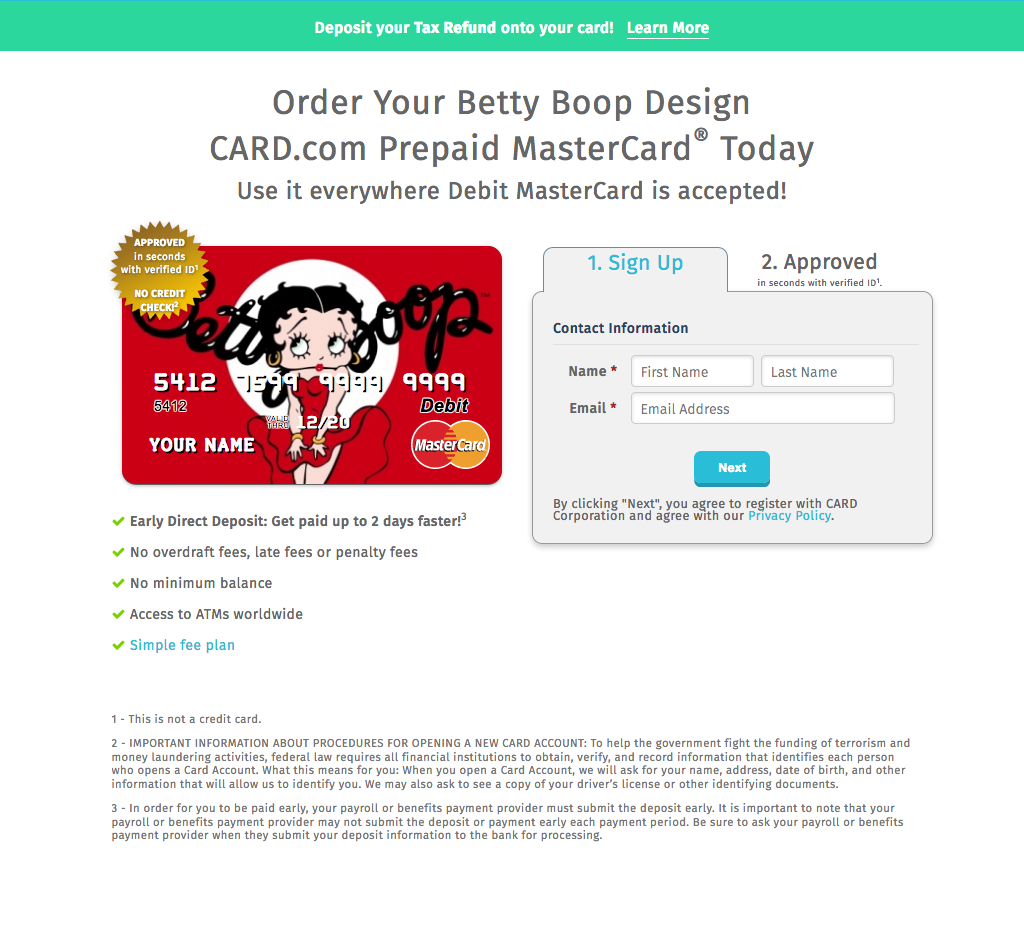 Deposit your Tax Refund onto your card! Learn More
Order Your Betty Boop Design
CARD.com Prepaid MasterCard® Today
Use it everywhere Debit MasterCard is accepted!
APPROVED
in seconds
with verified ID¹
NO CREDIT
CHECK!²
Betty Boop™
5412 7599 9999 9999
5412
Debit
VALID
THRU 12/20
YOUR NAME
MasterCard
1. Sign Up
2. Approved
in seconds with verified ID¹.
Contact Information
Name * First Name Last Name
Email * Email Address
Next
By clicking "Next", you agree to register with CARD
Corporation and agree with our Privacy Policy.
Early Direct Deposit: Get paid up to 2 days faster!³
No overdraft fees, late fees or penalty fees
No minimum balance
Access to ATMs worldwide
Simple fee plan
1 - This is not a credit card.
2 - IMPORTANT INFORMATION ABOUT PROCEDURES FOR OPENING A NEW CARD ACCOUNT: To help the government fight the funding of terrorism and
money laundering activities, federal law requires all financial institutions to obtain, verify, and record information that identifies each person
who opens a Card Account. What this means for you: When you open a Card Account, we will ask for your name, address, date of birth, and other
information that will allow us to identify you. We may also ask to see a copy of your driver's license or other identifying documents.
3 - In order for you to be paid early, your payroll or benefits payment provider must submit the deposit early. It is important to note that your
payroll or benefits payment provider may not submit the deposit or payment early each payment period. Be sure to ask your payroll or benefits
payment provider when they submit your deposit information to the bank for processing.